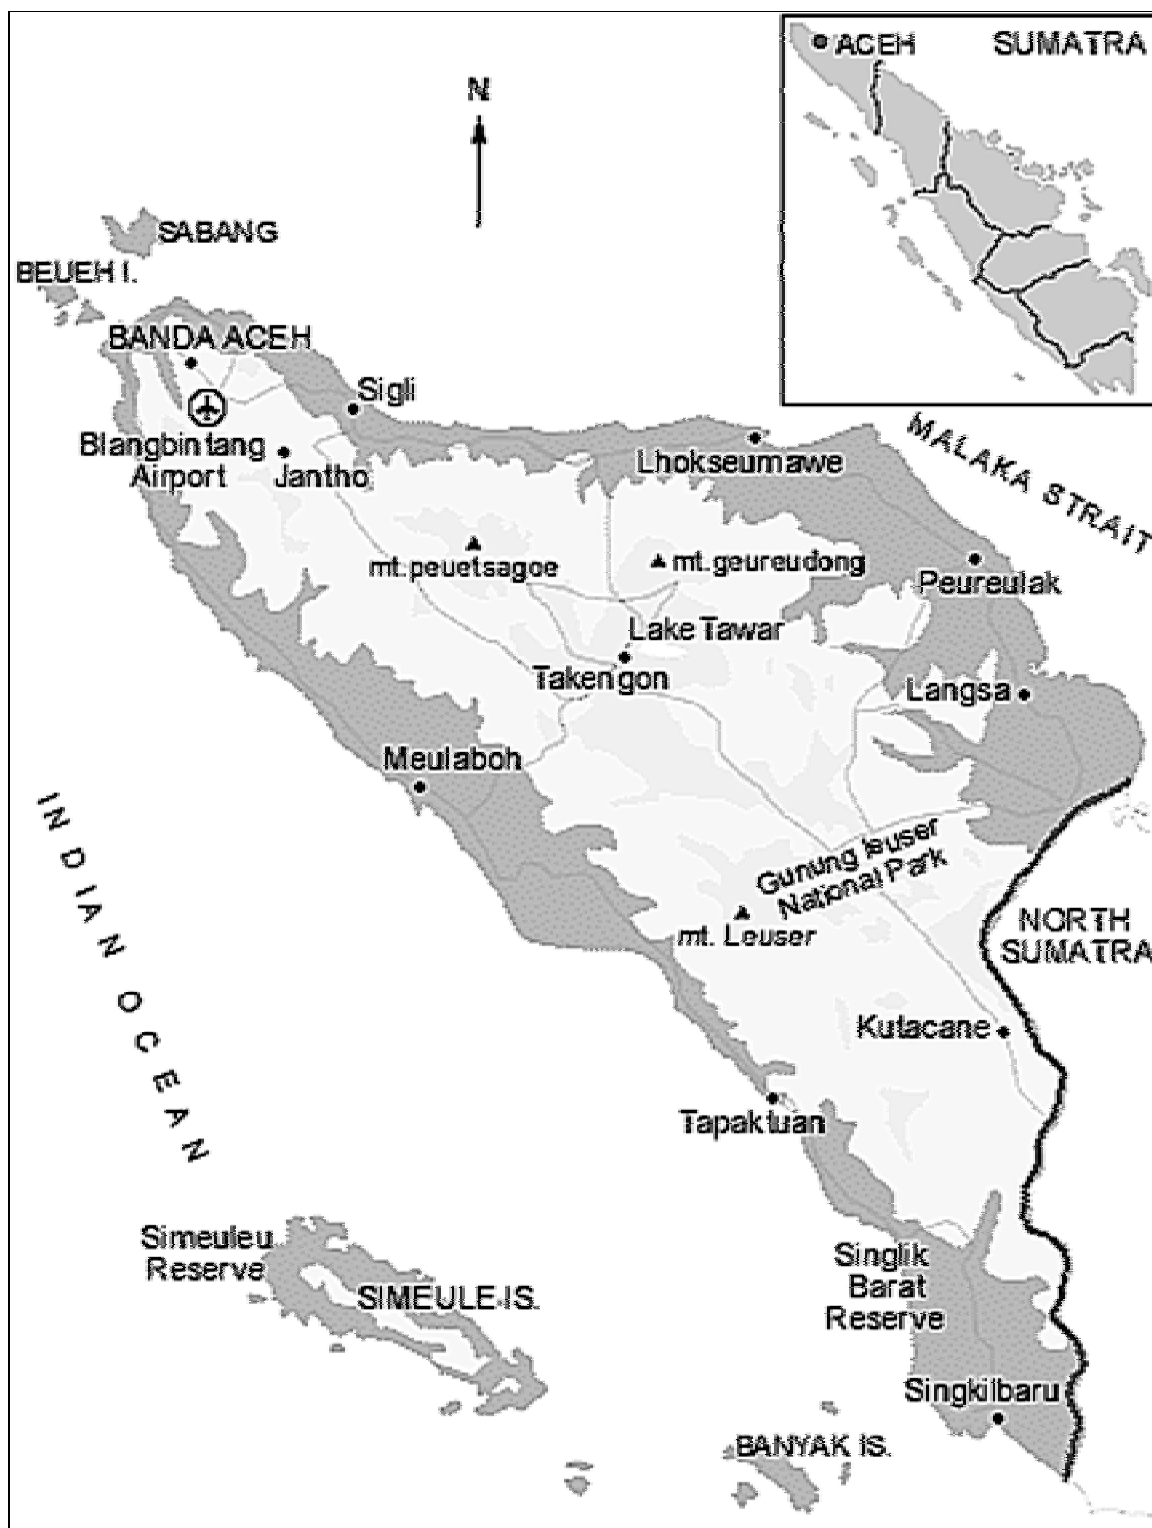 ACEH
SUMATRA
N
SABANG
BEUEH I.
BANDA ACEH
Sigli
Blangbintang
Airport
Jantho
Lhokseumawe
MALAKA STRAIT
mt.peuetsagoe
mt.geureudong
Peureulak
Lake Tawar
Takengon
Langsa
Meulaboh
INDIAN OCEAN
Gunung leuser
National Park
mt. Leuser
NORTH
SUMATRA
Kutacane
Tapaktuan
Simeuleu
Reserve
SIMEULE IS.
Singlik
Barat
Reserve
Singkilbaru
BANYAK IS.